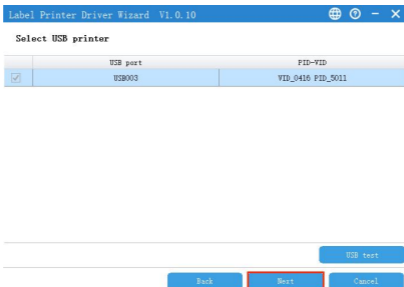 Label Printer Driver Wizard V1.0.10
Select USB printer
USB port PID-VID
USB003 VID_0416 PID_5011
USB test
Back Next Cancel